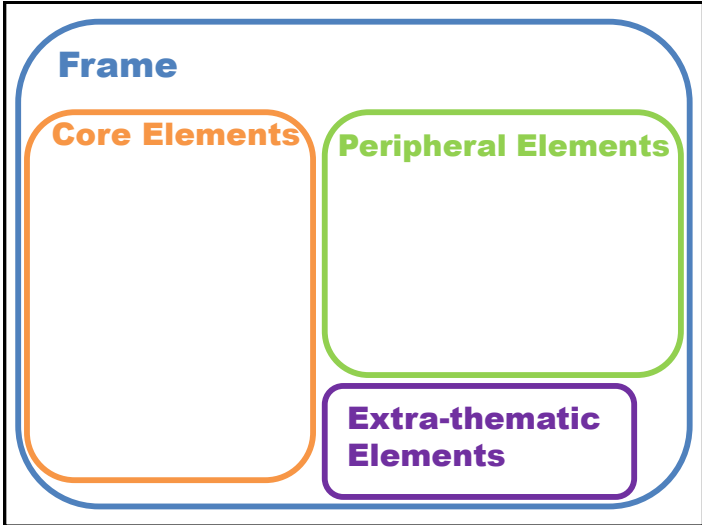 Frame
Core Elements
Peripheral Elements
Extra-thematic
Elements